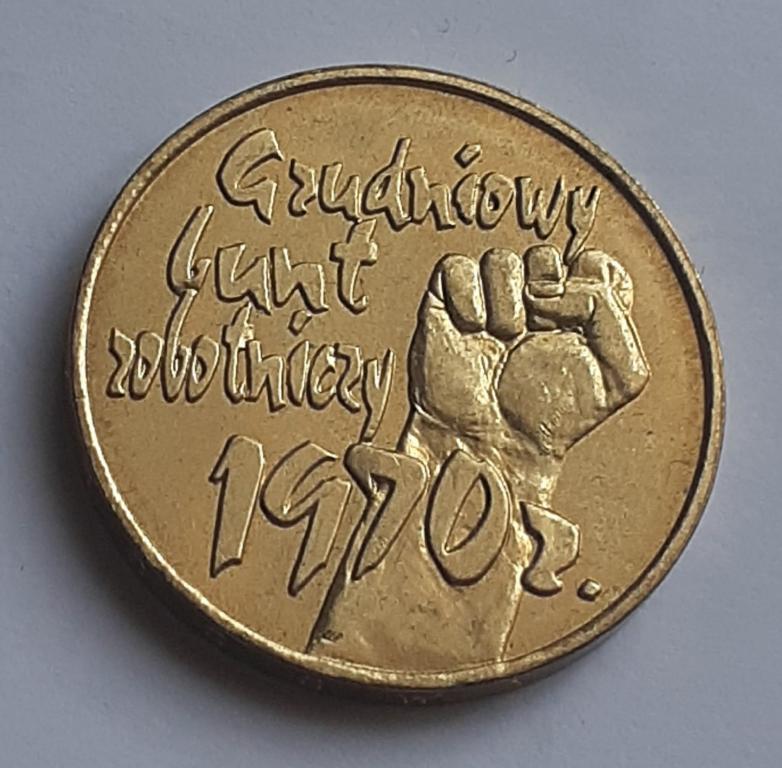 Grudniowy
bunt
robotniczy
1970 r.